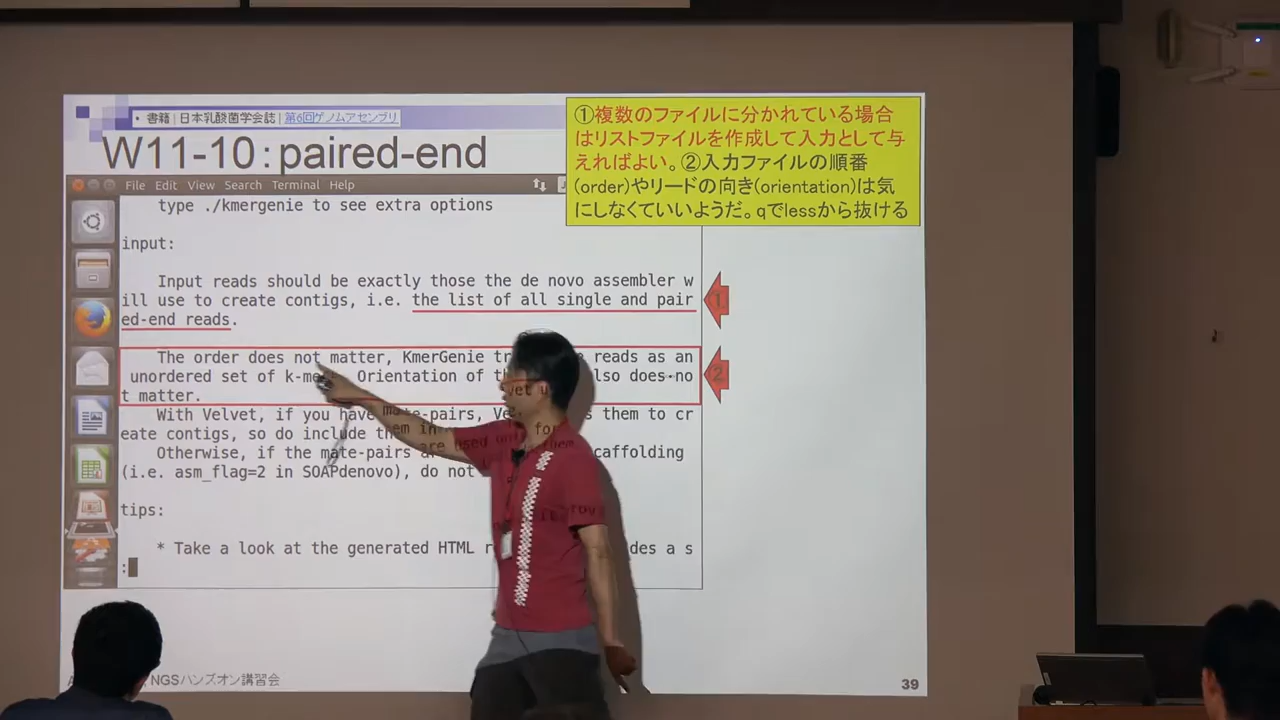 • 書籍 | 日本乳酸菌学会誌 | 第6回ゲノムアセンブリ
W11-10：paired-end
①複数のファイルに分かれている場合
はリストファイルを作成して入力として与
えればよい。②入力ファイルの順番
(order)やリードの向き(orientation)は気
にしなくていいようだ。qでlessから抜ける
File Edit View Search Terminal Help
type ./kmergenie to see extra options
input:
Input reads should be exactly those the de novo assembler w
ill use to create contigs, i.e. the list of all single and pair
ed-end reads.
1
The order does not matter, KmerGenie reads as an
unordered set of Orientation of does no
t matter.
2
With Velvet, if you have mate-pairs, them to cr
eate contigs, so do include them
Otherwise, if the mate-pairs are used only for scaffolding
(i.e. asm_flag=2 in SOAPdenovo), do not
tips:
* Take a look at the generated HTML
:
NGSハンズオン講習会
39